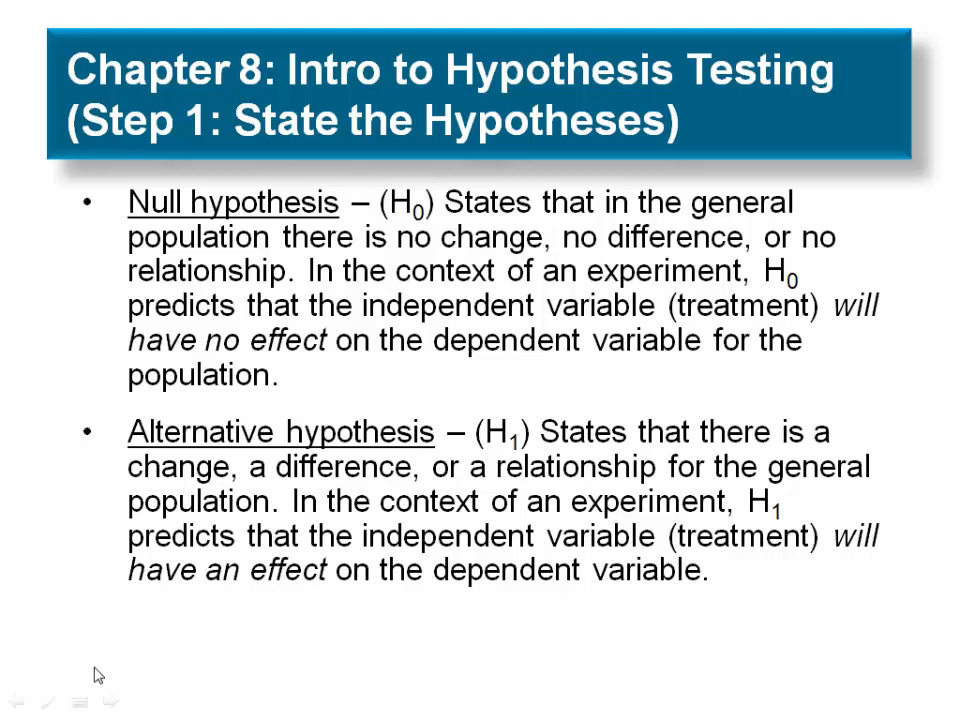 Chapter 8: Intro to Hypothesis Testing
(Step 1: State the Hypotheses)
• Null hypothesis – (H₀) States that in the general
population there is no change, no difference, or no
relationship. In the context of an experiment, H₀
predicts that the independent variable (treatment) will
have no effect on the dependent variable for the
population.
• Alternative hypothesis – (H₁) States that there is a
change, a difference, or a relationship for the general
population. In the context of an experiment, H₁
predicts that the independent variable (treatment) will
have an effect on the dependent variable.